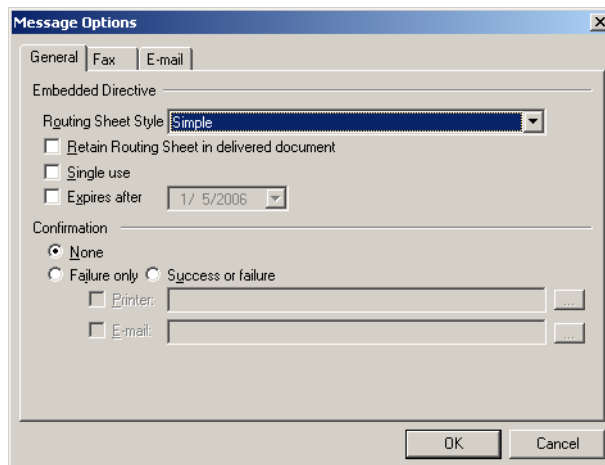 Message Options
General Fax E-mail
Embedded Directive
Routing Sheet Style Simple
Retain Routing Sheet in delivered document
Single use
Expires after 1/ 5/2006
Confirmation
None
Failure only Success or failure
Printer: ...
E-mail: ...
OK Cancel